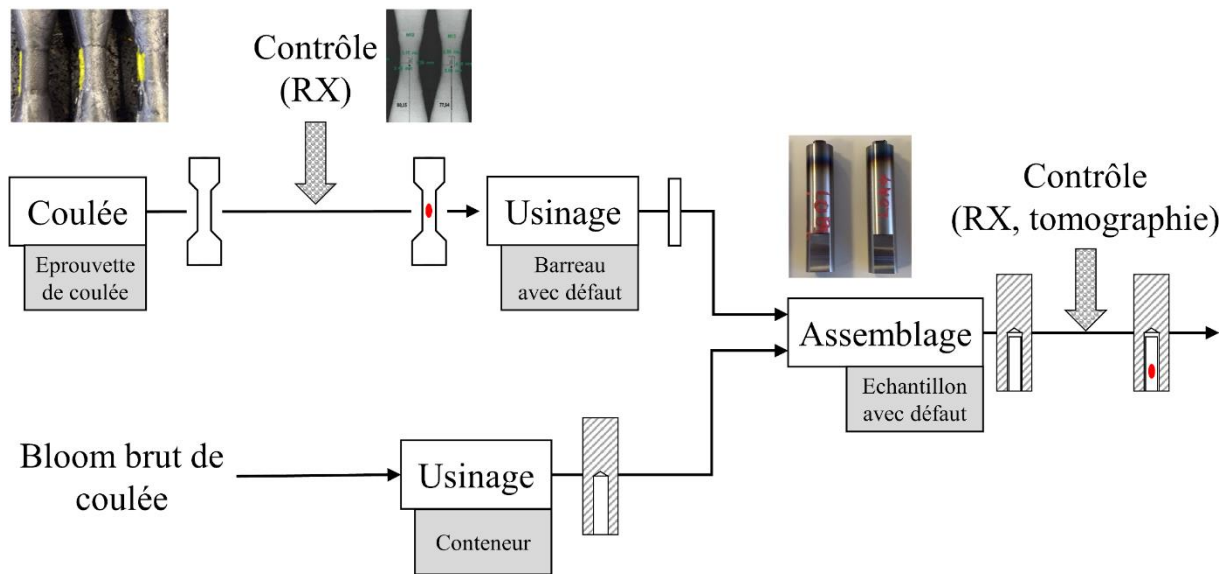 Contrôle
(RX)
Coulée
Eprouvette
de coulée
Usinage
Barreau
avec défaut
Contrôle
(RX, tomographie)
Assemblage
Echantillon
avec défaut
Bloom brut de
coulée
Usinage
Conteneur